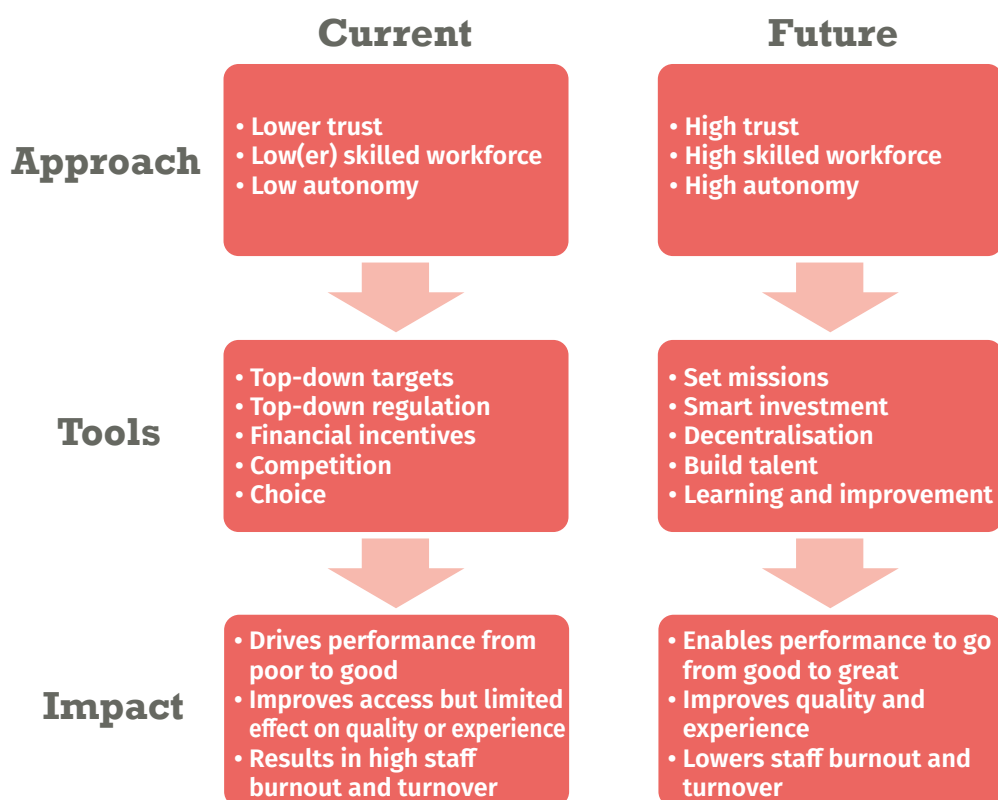 Current
Future
Approach
• Lower trust
• Low(er) skilled workforce
• Low autonomy
• High trust
• High skilled workforce
• High autonomy
Tools
• Top-down targets
• Top-down regulation
• Financial incentives
• Competition
• Choice
• Set missions
• Smart investment
• Decentralisation
• Build talent
• Learning and improvement
Impact
• Drives performance from
poor to good
• Improves access but limited
effect on quality or experience
• Results in high staff
burnout and turnover
• Enables performance to go
from good to great
• Improves quality and
experience
• Lowers staff burnout and
turnover